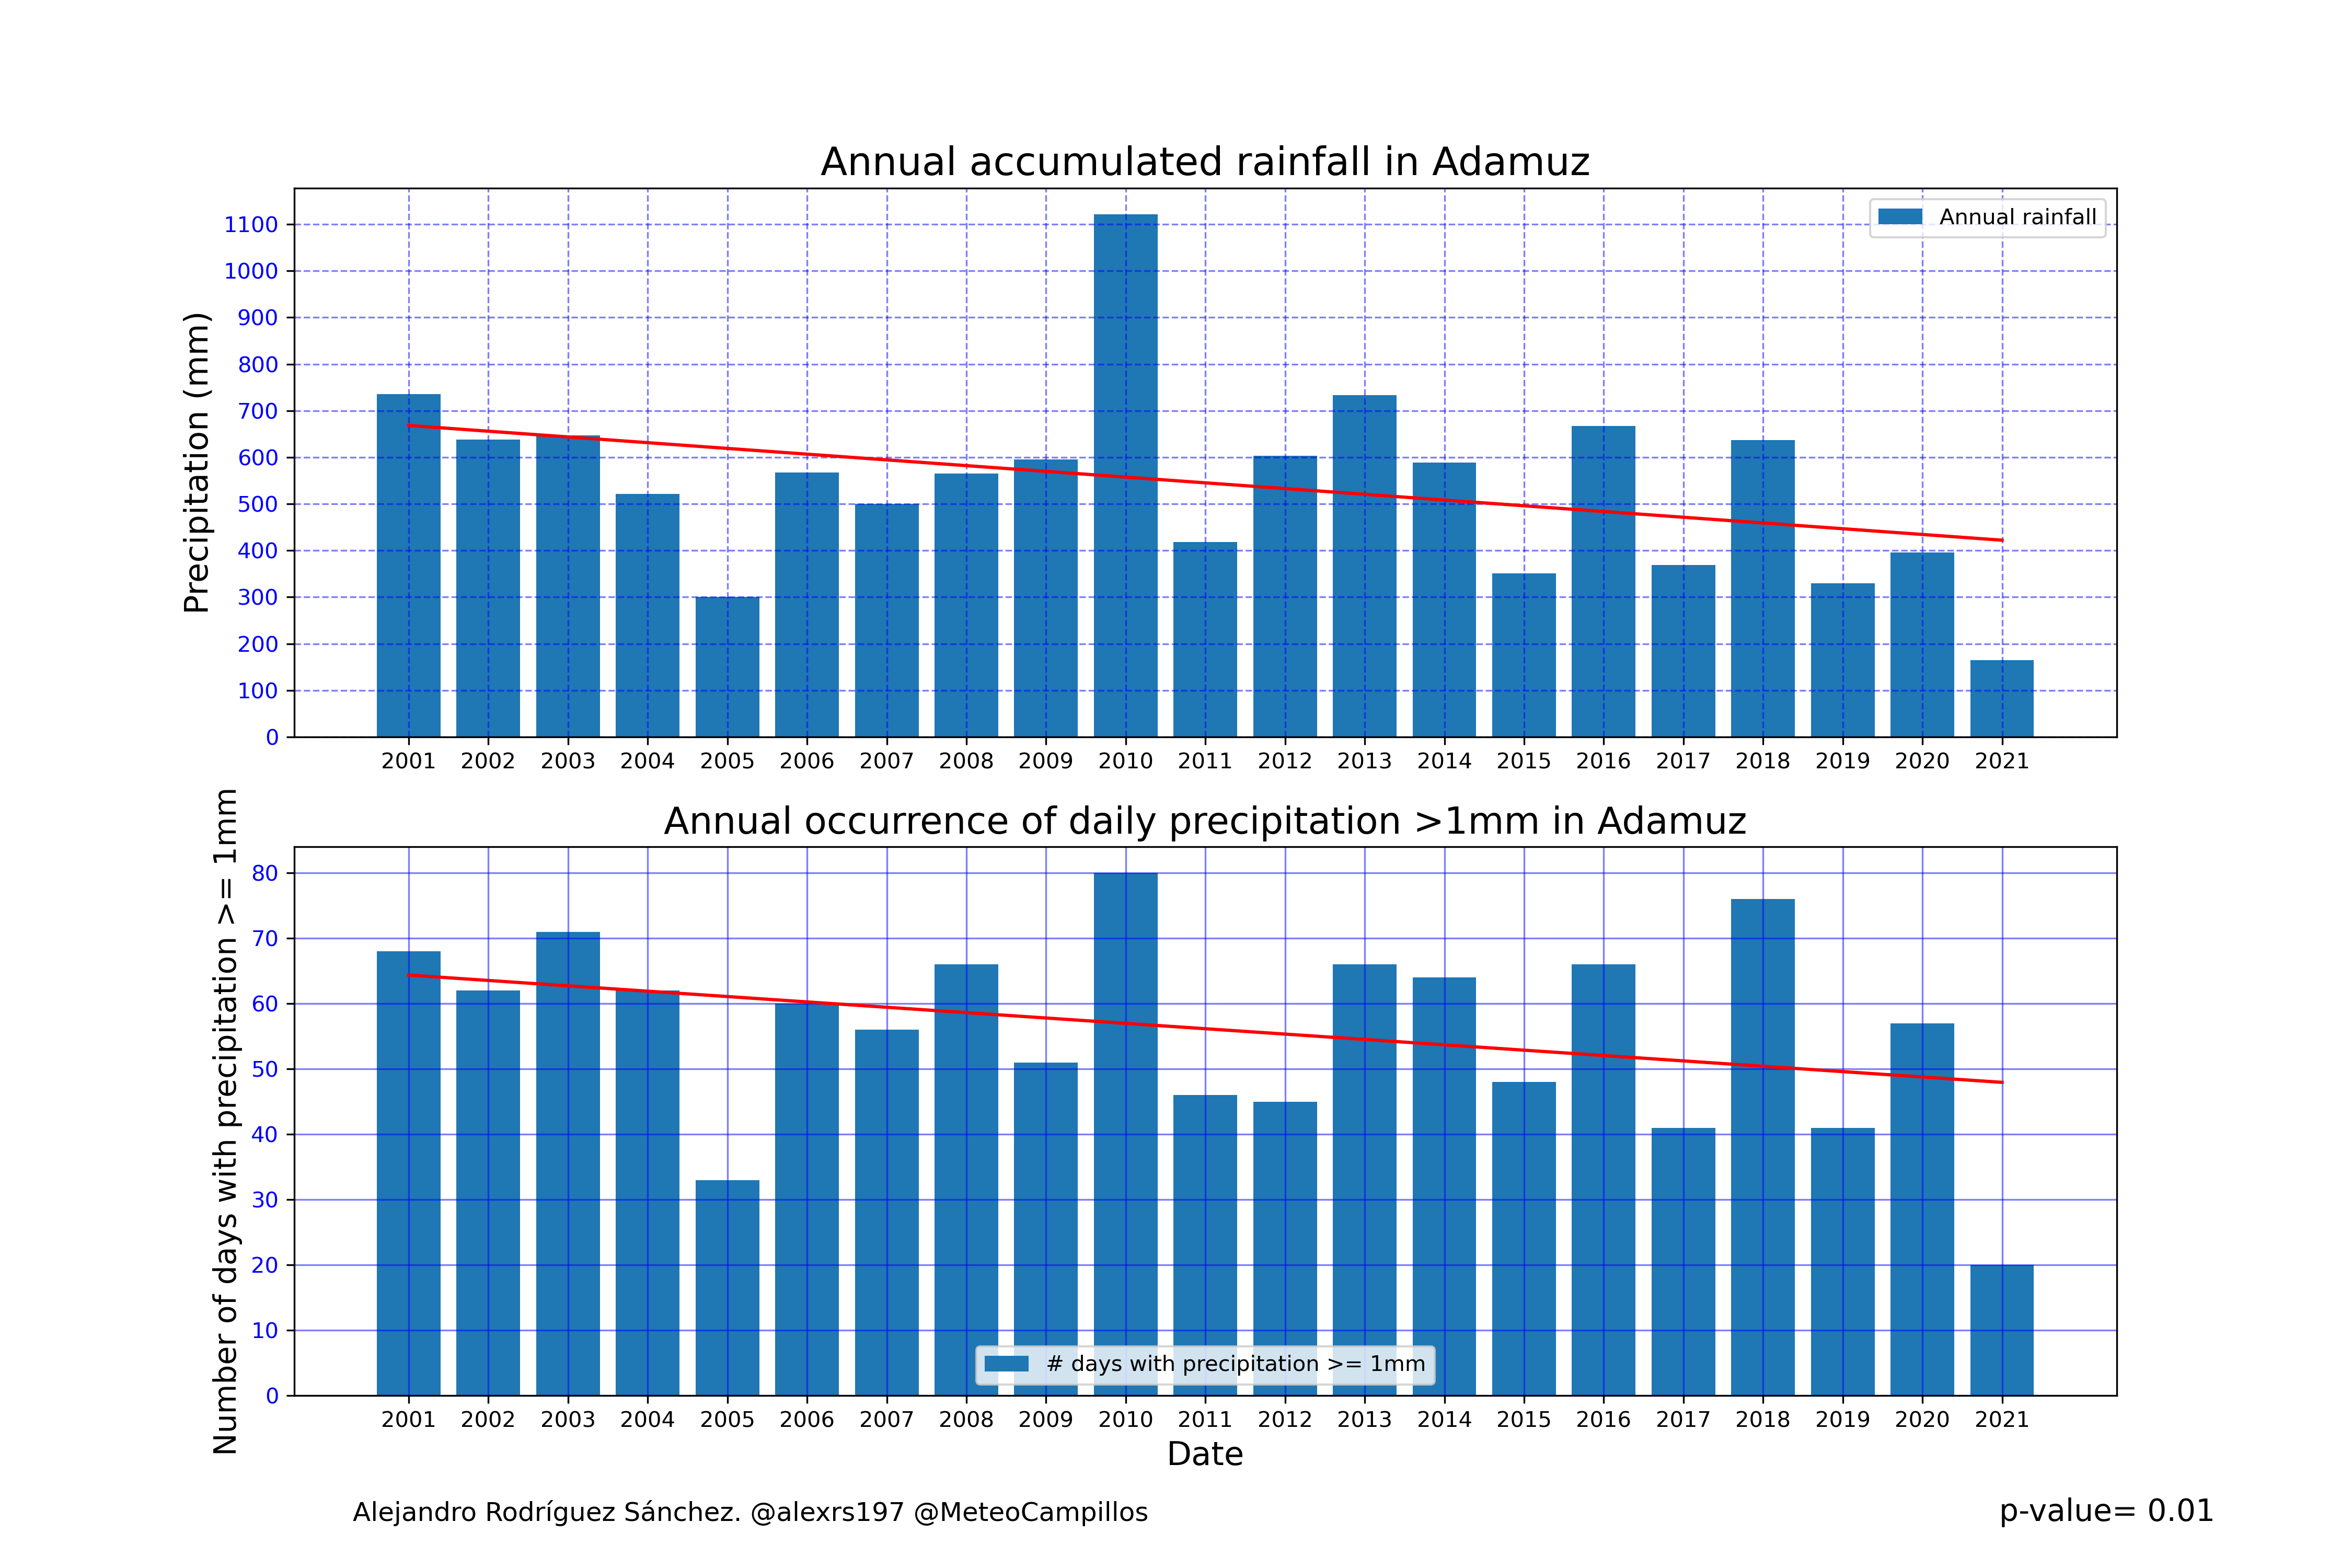 Annual accumulated rainfall in Adamuz
Precipitation (mm)
1100
1000
900
800
700
600
500
400
300
200
100
0
Annual rainfall
2001 2002 2003 2004 2005 2006 2007 2008 2009 2010 2011 2012 2013 2014 2015 2016 2017 2018 2019 2020 2021
Annual occurrence of daily precipitation >1mm in Adamuz
Number of days with precipitation >= 1mm
80
70
60
50
40
30
20
10
0
# days with precipitation >= 1mm
2001 2002 2003 2004 2005 2006 2007 2008 2009 2010 2011 2012 2013 2014 2015 2016 2017 2018 2019 2020 2021
Date
Alejandro Rodríguez Sánchez. @alexrs197 @MeteoCampillos
p-value= 0.01